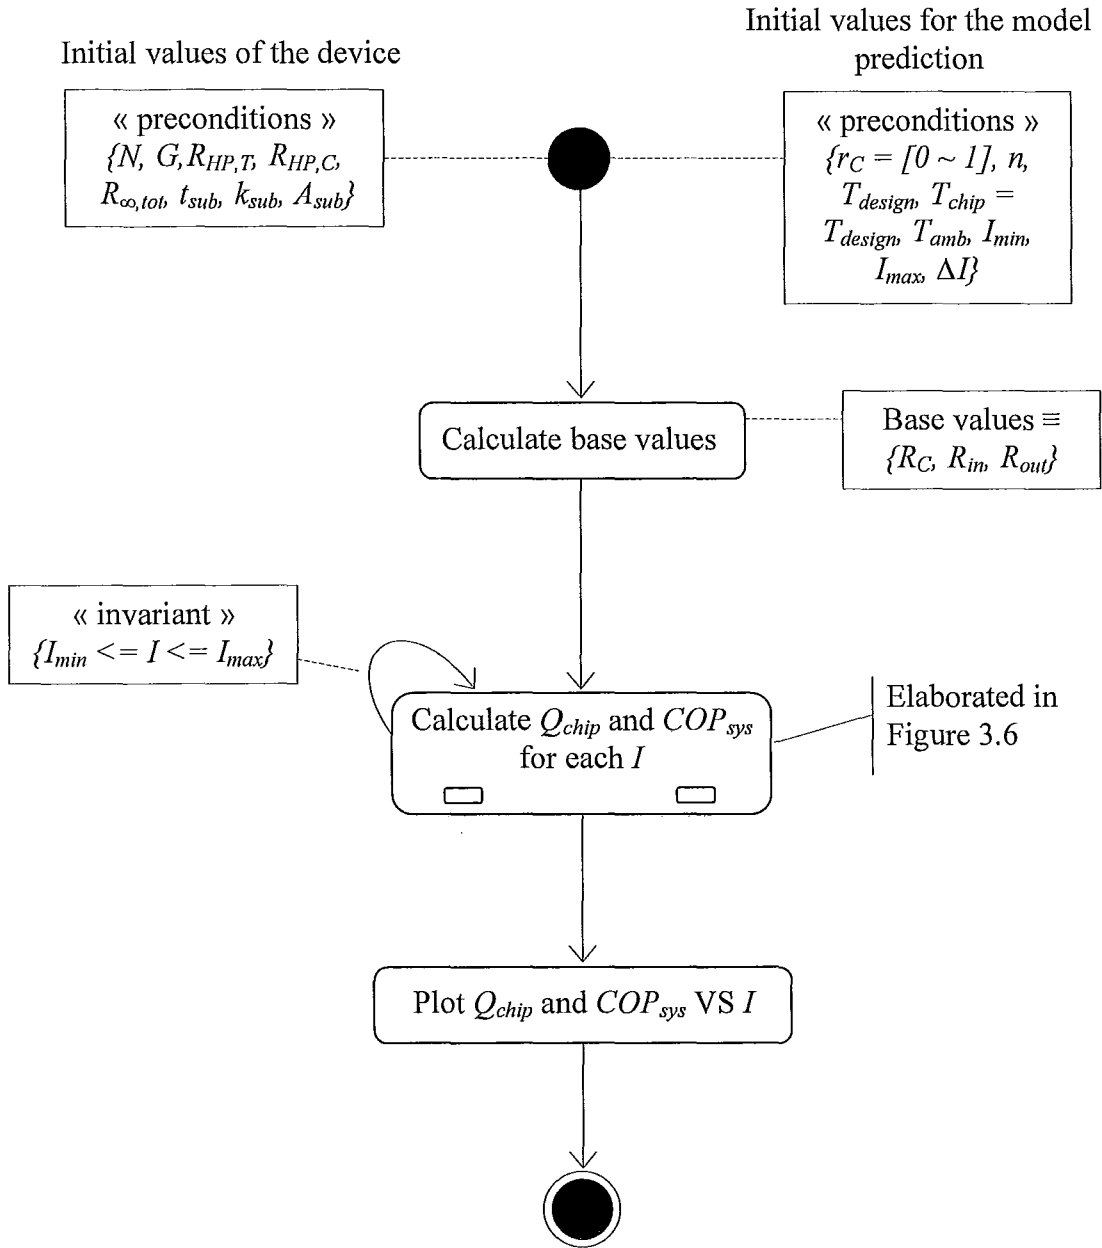 Initial values of the device
« preconditions »
{N, G,R_HP,T, R_HP,C,
R_∞,tot, t_sub, k_sub, A_sub}
Initial values for the model
prediction
« preconditions »
{r_C = [0 ~ 1], n,
T_design, T_chip =
T_design, T_amb, I_min,
I_max, ΔI}
Calculate base values
Base values ≡
{R_C, R_in, R_out}
« invariant »
{I_min <= I <= I_max}
Calculate Q_chip and COP_sys
for each I
Elaborated in
Figure 3.6
Plot Q_chip and COP_sys VS I